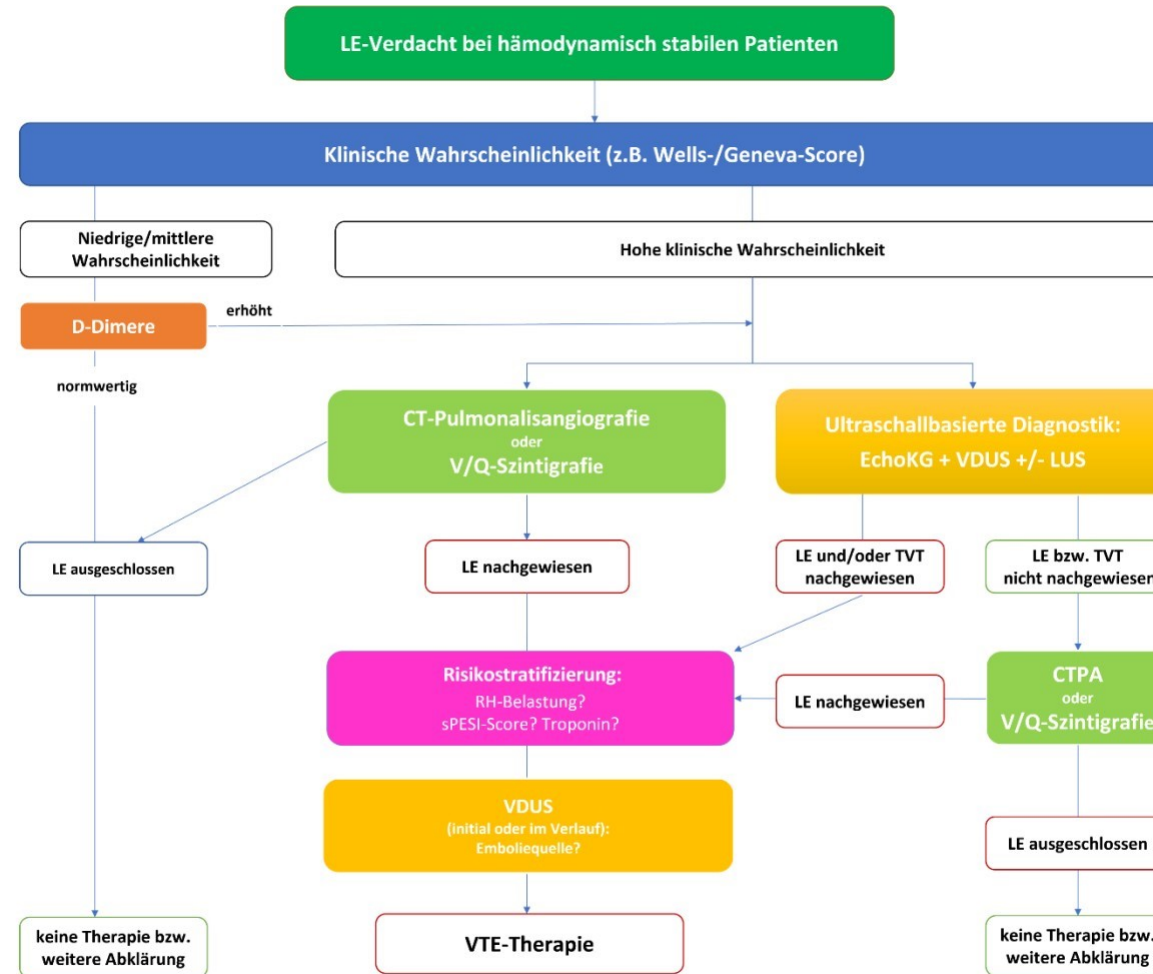 LE-Verdacht bei hämodynamisch stabilen Patienten
Klinische Wahrscheinlichkeit (z.B. Wells-/Geneva-Score)
Niedrige/mittlere
Wahrscheinlichkeit
Hohe klinische Wahrscheinlichkeit
D-Dimere
erhöht
normwertig
CT-Pulmonalisangiografie
oder
V/Q-Szintigrafie
Ultraschallbasierte Diagnostik:
EchoKG + VDUS +/- LUS
LE ausgeschlossen
LE nachgewiesen
LE und/oder TVT
nachgewiesen
LE bzw. TVT
nicht nachgewiesen
Risikostratifizierung:
RH-Belastung?
sPESI-Score? Troponin?
LE nachgewiesen
CTPA
oder
V/Q-Szintigrafie
VDUS
(initial oder im Verlauf):
Emboliequelle?
LE ausgeschlossen
keine Therapie bzw.
weitere Abklärung
VTE-Therapie
keine Therapie bzw.
weitere Abklärung